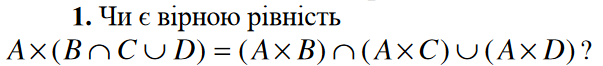 1. Чи є вірною рівність
A×(B∩C∪D)=(A×B)∩(A×C)∪(A×D)?